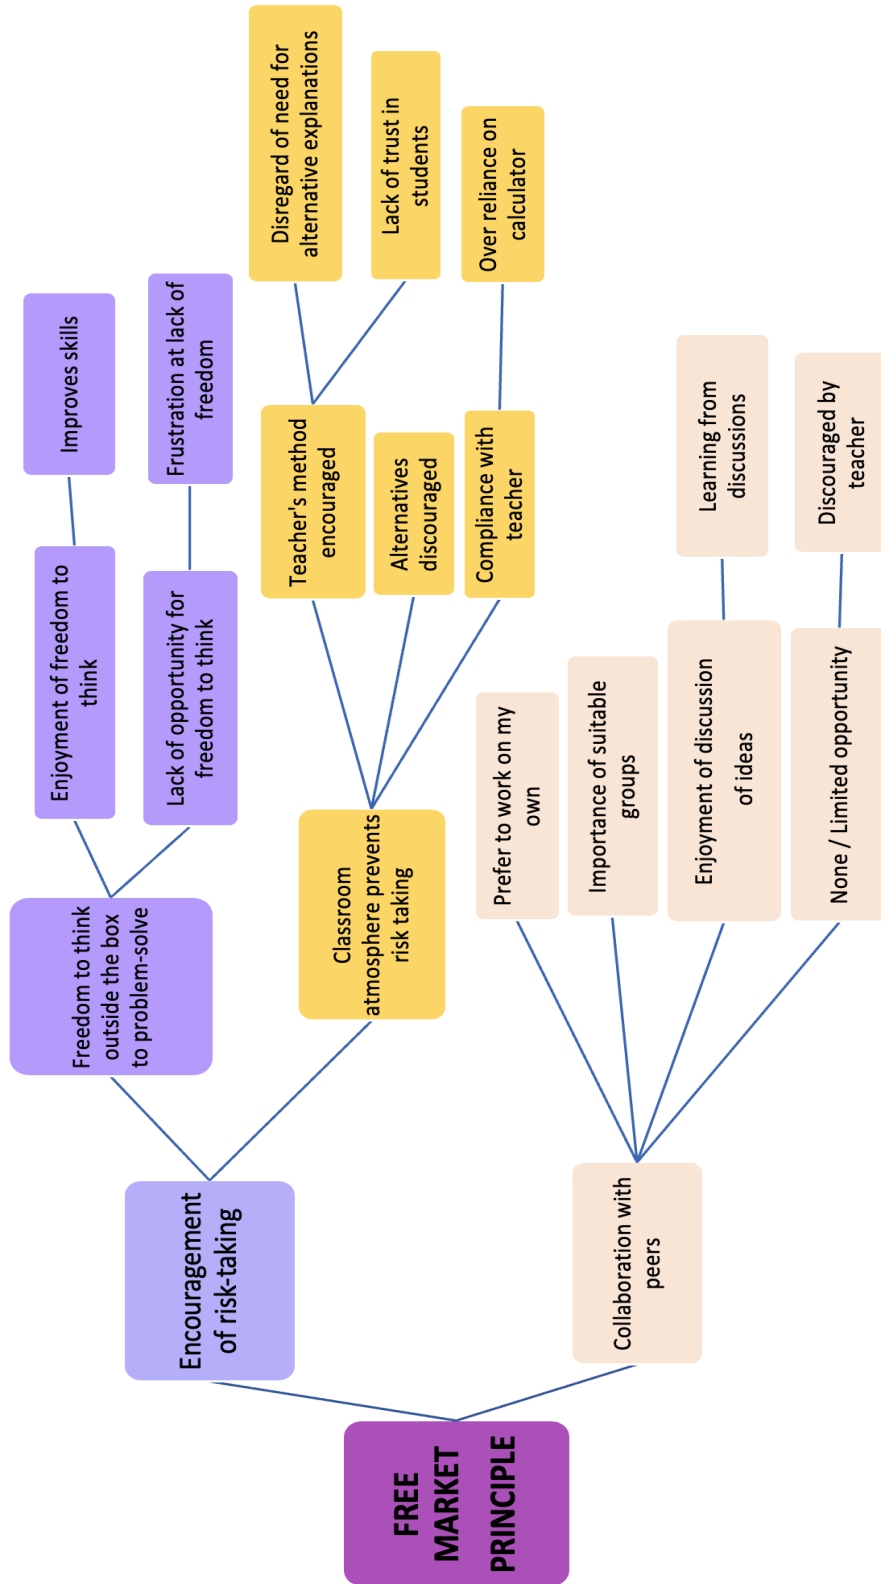 FREE
MARKET
PRINCIPLE
Encouragement
of risk-taking
Freedom to think
outside the box
to problem-solve
Enjoyment of freedom to
think
Improves skills
Lack of opportunity for
freedom to think
Frustration at lack of
freedom
Classroom
atmosphere prevents
risk taking
Teacher's method
encouraged
Disregard of need for
alternative explanations
Lack of trust in
students
Alternatives
discouraged
Compliance with
teacher
Over reliance on
calculator
Collaboration with
peers
Prefer to work on my
own
Importance of suitable
groups
Enjoyment of discussion
of ideas
Learning from
discussions
None / Limited opportunity
Discouraged by
teacher